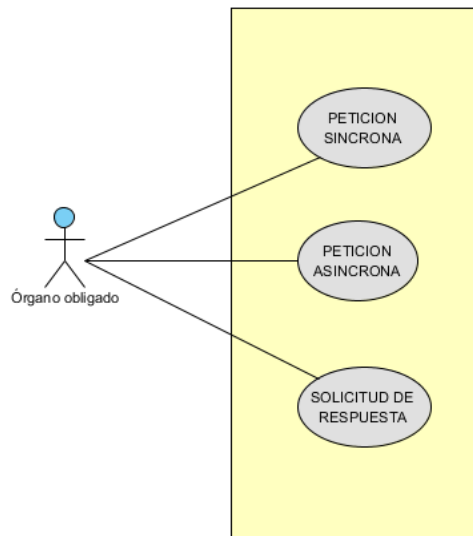 PETICION
SINCRONA
PETICION
ASINCRONA
Órgano obligado
SOLICITUD DE
RESPUESTA